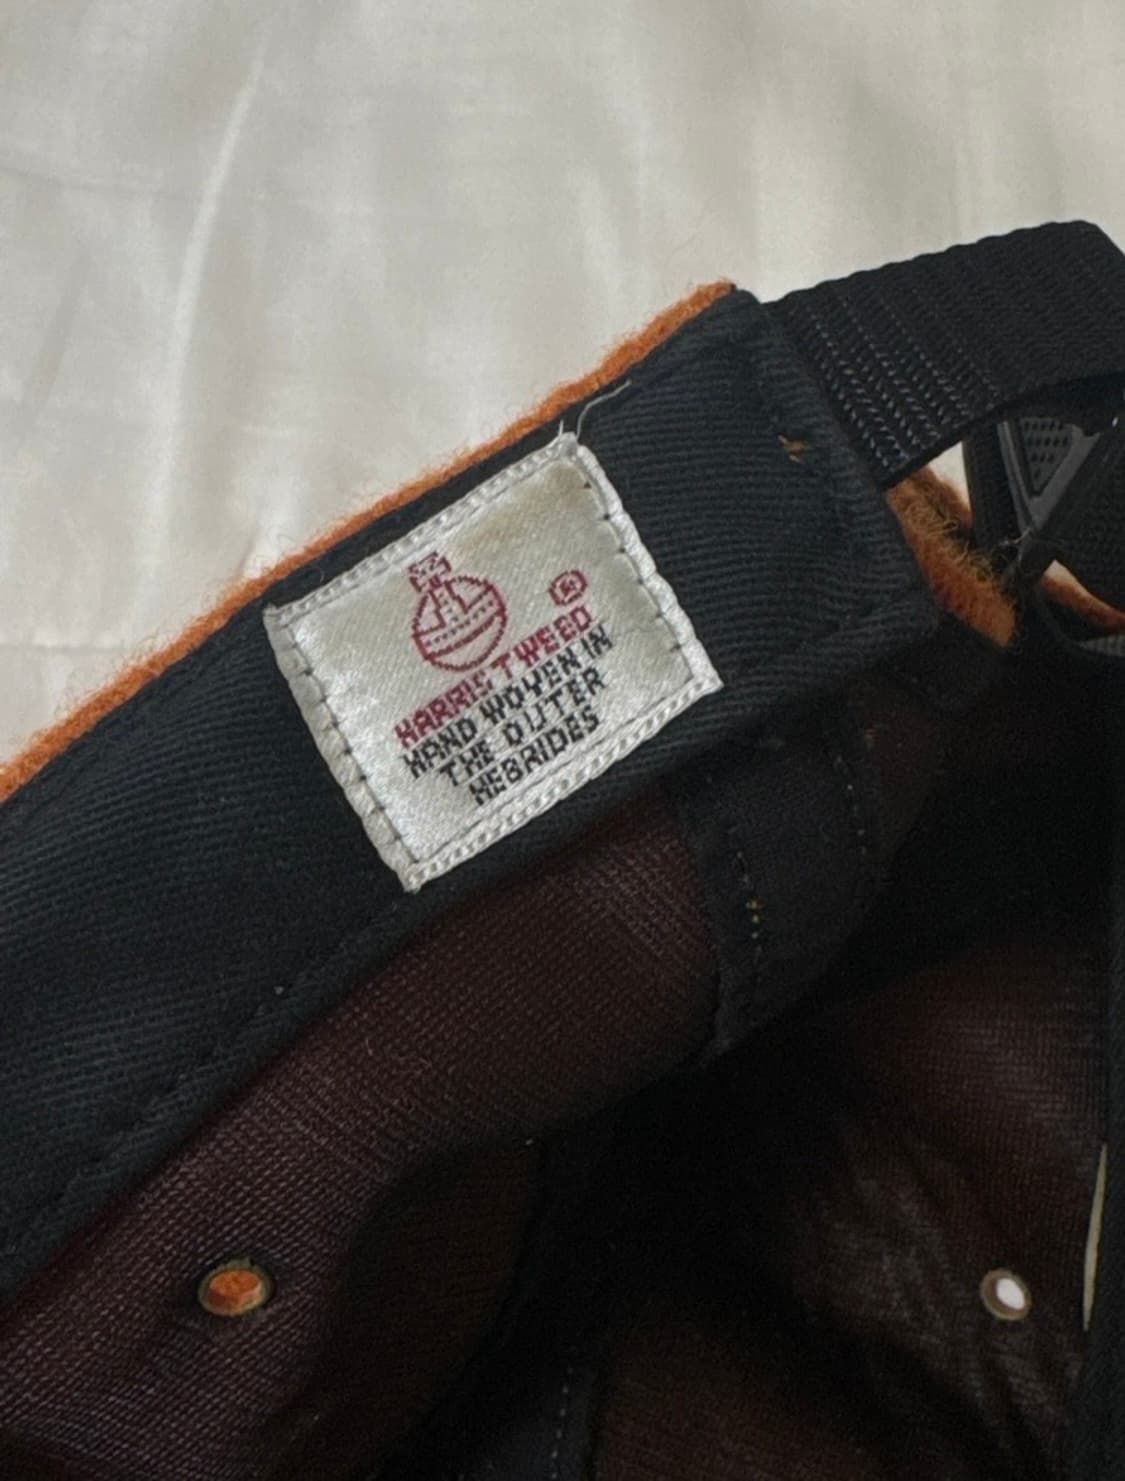 ®
HARRIS TWEED
HAND WOVEN IN
THE OUTER
HEBRIDES